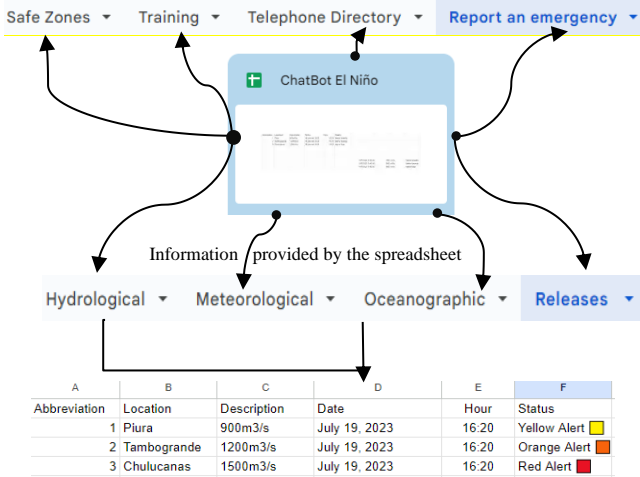 Safe Zones Training Telephone Directory Report an emergency
ChatBot El Niño
Information provided by the spreadsheet
Hydrological Meteorological Oceanographic Releases
A B C D E F
Abbreviation Location Description Date Hour Status
1 Piura 900m3/s July 19, 2023 16:20 Yellow Alert
2 Tambogrande 1200m3/s July 19, 2023 16:20 Orange Alert
3 Chulucanas 1500m3/s July 19, 2023 16:20 Red Alert